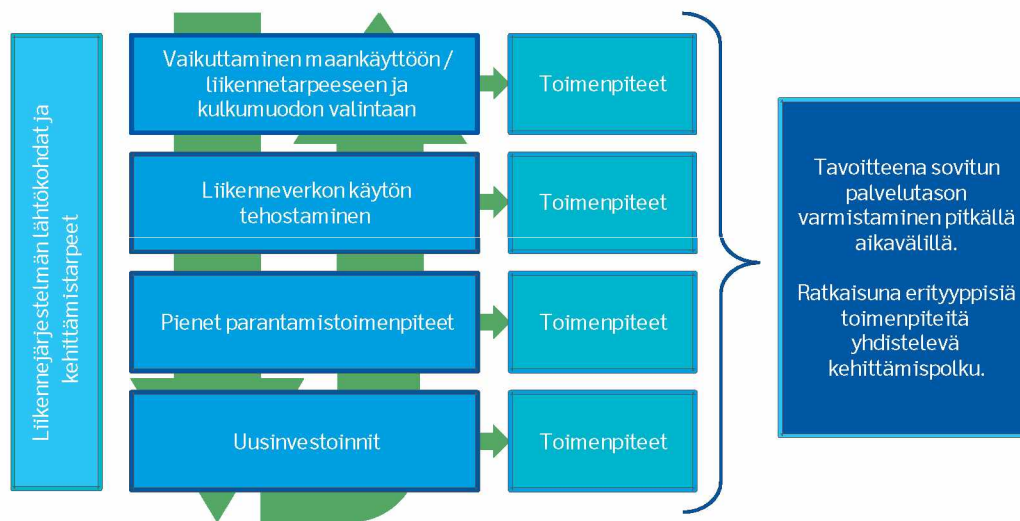 Liikennejärjestelmän lähtökohdat ja
kehittämistarpeet
Vaikuttaminen maankäyttöön /
liikennetarpeeseen ja
kulkumuodon valintaan
Toimenpiteet
Liikenneverkon käytön
tehostaminen
Toimenpiteet
Pienet parantamistoimenpiteet
Toimenpiteet
Uusinvestoinnit
Toimenpiteet
Tavoitteena sovitun
palvelutason
varmistaminen pitkällä
aikavälillä.
Ratkaisuna erityyppisiä
toimenpiteitä
yhdistelevä
kehittämispolku.